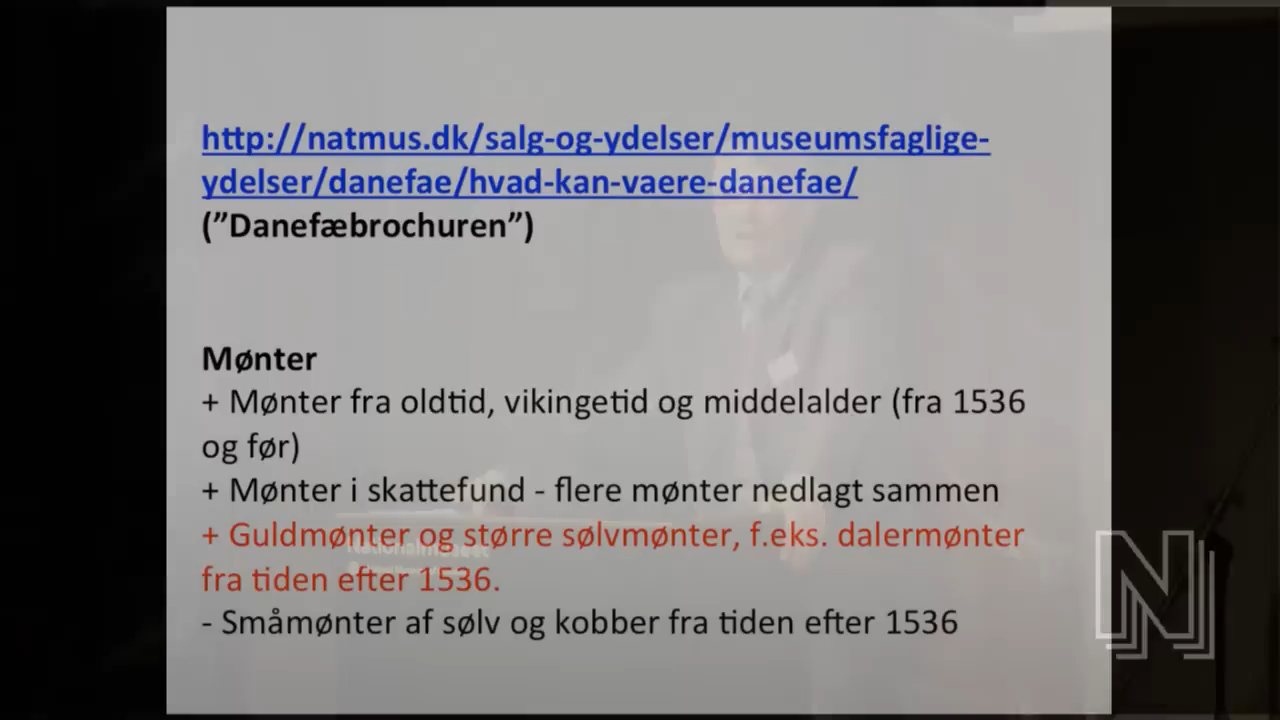 http://natmus.dk/salg-og-ydelser/museumsfaglige-
ydelser/danefae/hvad-kan-vaere-danefae/
(”Danefæbrochuren”)
Mønter
+ Mønter fra oldtid, vikingetid og middelalder (fra 1536
og før)
+ Mønter i skattefund - flere mønter nedlagt sammen
+ Guldmønter og større sølvmønter, f.eks. dalermønter
fra tiden efter 1536.
- Småmønter af sølv og kobber fra tiden efter 1536
Nationalmuseet
N